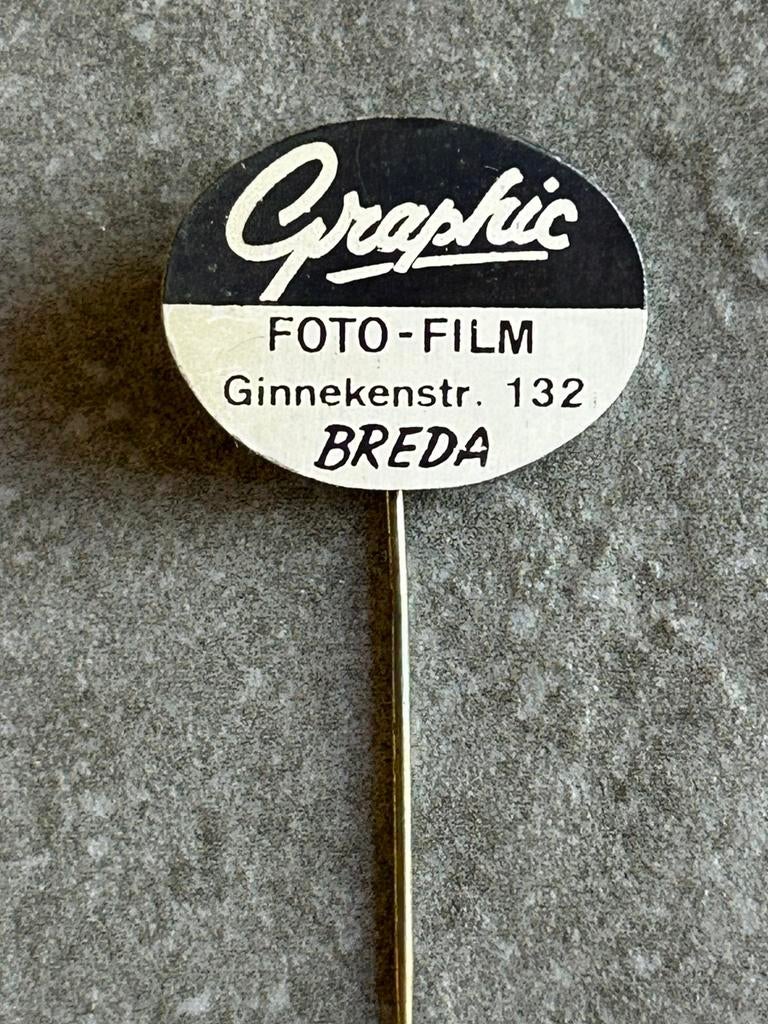 Graphic
FOTO-FILM
Ginnekenstr. 132
BREDA